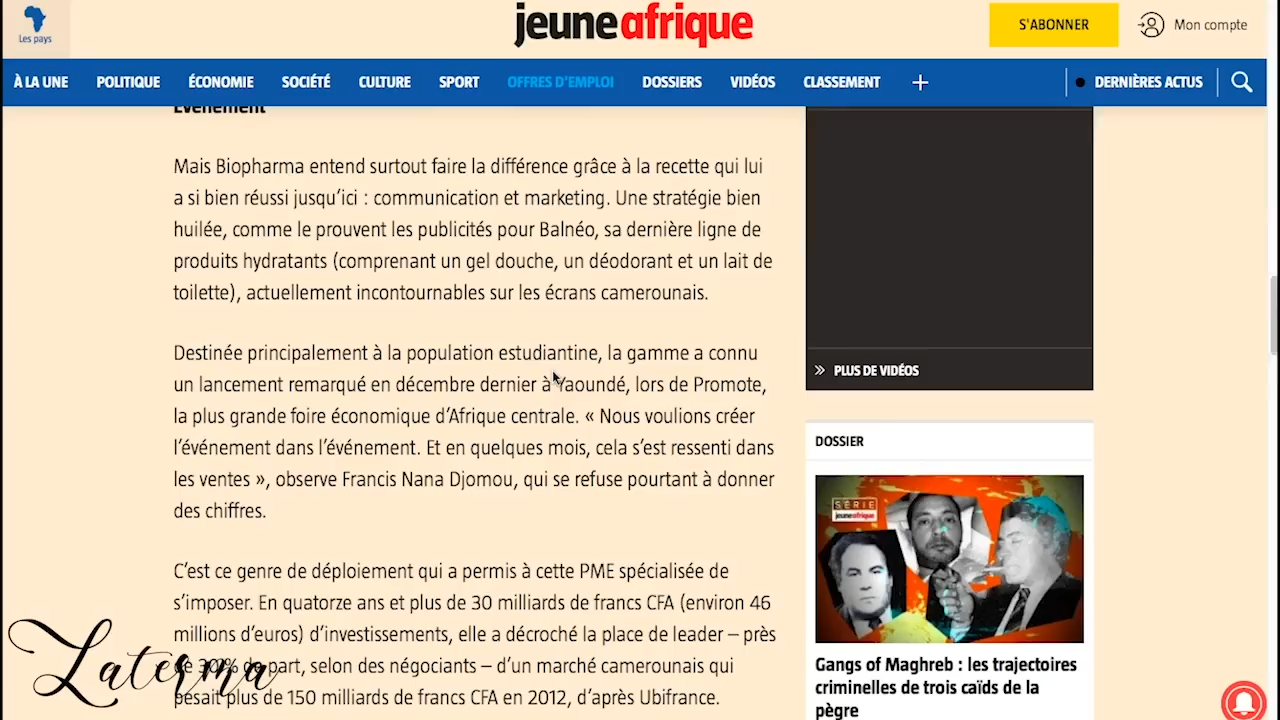 Les pays
jeune afrique
S'ABONNER
Mon compte
À LA UNE
POLITIQUE
ÉCONOMIE
SOCIÉTÉ
CULTURE
SPORT
OFFRES D'EMPLOI
DOSSIERS
VIDÉOS
CLASSEMENT
DERNIÈRES ACTUS
Événement
Mais Biopharma entend surtout faire la différence grâce à la recette qui lui
a si bien réussi jusqu'ici : communication et marketing. Une stratégie bien
huilée, comme le prouvent les publicités pour Balnéo, sa dernière ligne de
produits hydratants (comprenant un gel douche, un déodorant et un lait de
toilette), actuellement incontournables sur les écrans camerounais.
Destinée principalement à la population estudiantine, la gamme a connu
un lancement remarqué en décembre dernier à Yaoundé, lors de Promote,
la plus grande foire économique d'Afrique centrale. « Nous voulions créer
l'événement dans l'événement. Et en quelques mois, cela s'est ressenti dans
les ventes », observe Francis Nana Djomou, qui se refuse pourtant à donner
des chiffres.
C'est ce genre de déploiement qui a permis à cette PME spécialisée de
s'imposer. En quatorze ans et plus de 30 milliards de francs CFA (environ 46
millions d'euros) d'investissements, elle a décroché la place de leader – près
de part, selon des négociants – d'un marché camerounais qui
pesait plus de 150 milliards de francs CFA en 2012, d'après Ubifrance.
Laterma
PLUS DE VIDÉOS
DOSSIER
SÉRIE
jeune afrique
Gangs of Maghreb : les trajectoires
criminelles de trois caïds de la
pègre